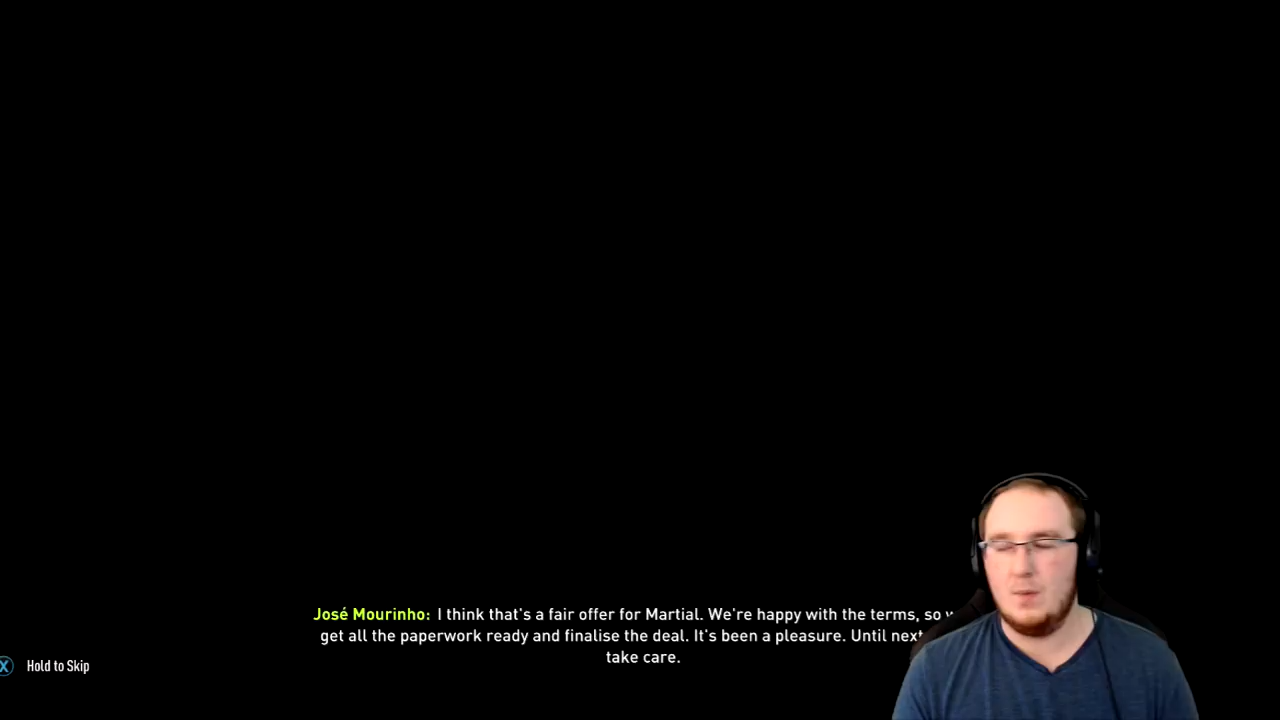 José Mourinho: I think that's a fair offer for Martial. We're happy with the terms, so
get all the paperwork ready and finalise the deal. It's been a pleasure. Until next
take care.
X Hold to Skip